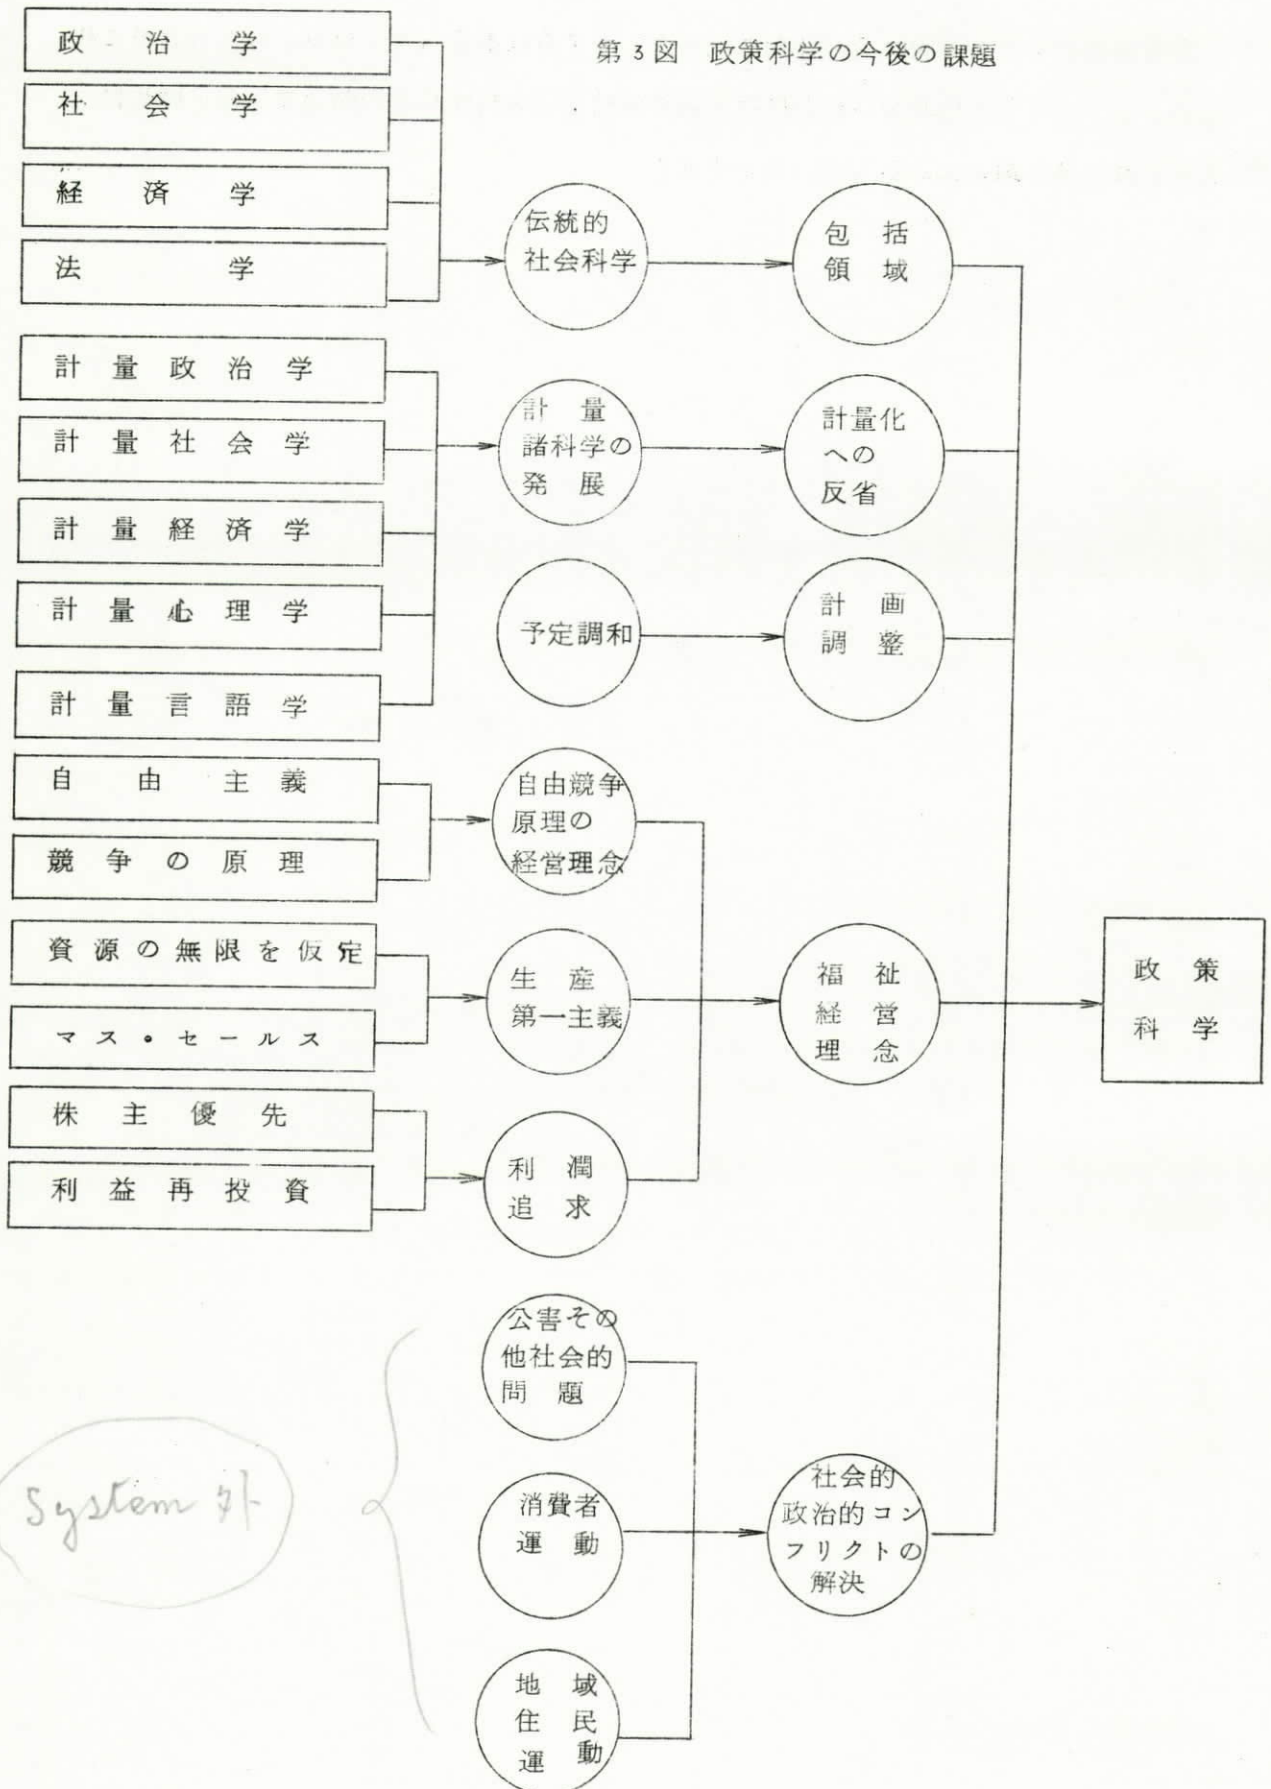 第3図 政策科学の今後の課題
政治学
社会学
経済学
法学
計量政治学
計量社会学
計量経済学
計量心理学
計量言語学
自由主義
競争の原理
資源の無限を仮定
マス・セールス
株主優先
利益再投資
伝統的
社会科学
計量
諸科学の
発展
予定調和
自由競争
原理の
経営理念
生産
第一主義
利潤
追求
公害その
他社会的
問題
消費者
運動
地域
住民
運動
System 外
包括
領域
計量化
への
反省
計画
調整
福祉
経営
理念
社会的
政治的コン
フリクトの
解決
政策
科学